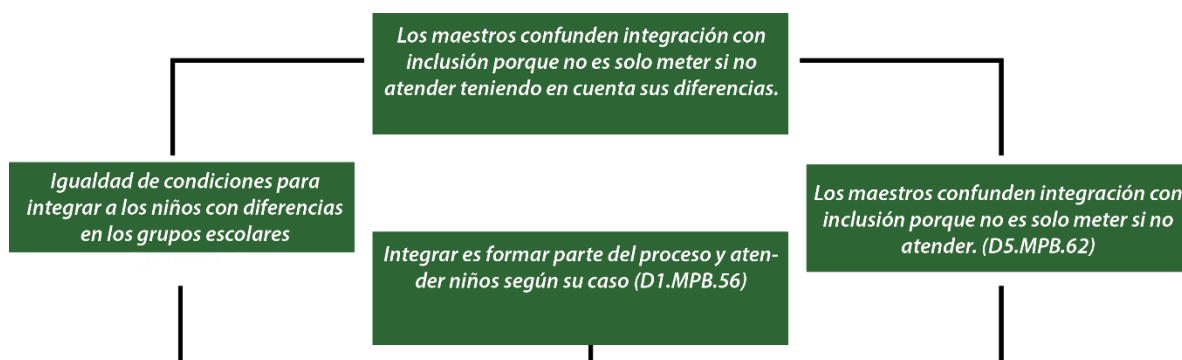 Los maestros confunden integración con
inclusión porque no es solo meter si no
atender teniendo en cuenta sus diferencias.
Igualdad de condiciones para
integrar a los niños con diferencias
en los grupos escolares
Integrar es formar parte del proceso y aten-
der niños según su caso (D1.MPB.56)
Los maestros confunden integración con
inclusión porque no es solo meter si no
atender. (D5.MPB.62)